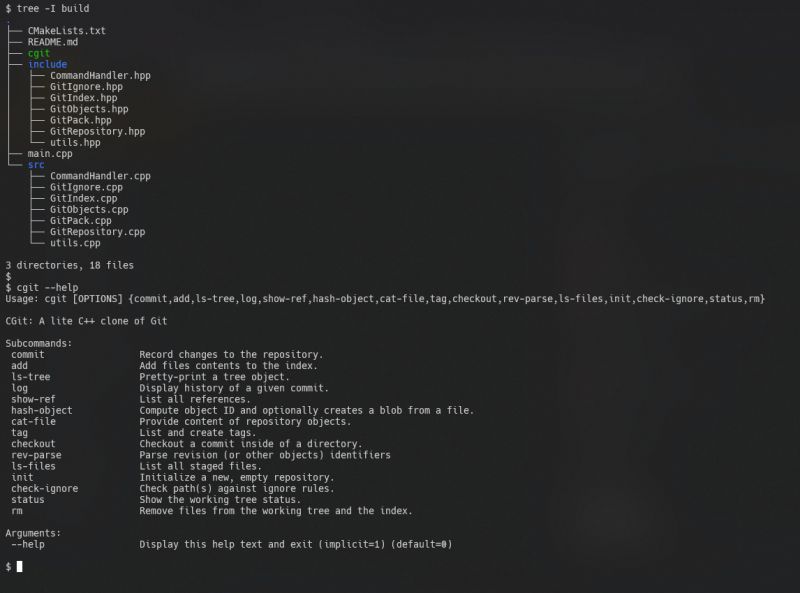 $ tree -I build
.
├── CMakeLists.txt
├── README.md
├── cgit
├── include
│   ├── CommandHandler.hpp
│   ├── GitIgnore.hpp
│   ├── GitIndex.hpp
│   ├── GitObjects.hpp
│   ├── GitPack.hpp
│   ├── GitRepository.hpp
│   └── utils.hpp
├── main.cpp
└── src
    ├── CommandHandler.cpp
    ├── GitIgnore.cpp
    ├── GitIndex.cpp
    ├── GitObjects.cpp
    ├── GitPack.cpp
    ├── GitRepository.cpp
    └── utils.cpp

3 directories, 18 files
$
$ cgit --help
Usage: cgit [OPTIONS] {commit,add,ls-tree,log,show-ref,hash-object,cat-file,tag,checkout,rev-parse,ls-files,init,check-ignore,status,rm}

CGit: A lite C++ clone of Git

Subcommands:
 commit                 Record changes to the repository.
 add                    Add files contents to the index.
 ls-tree                Pretty-print a tree object.
 log                    Display history of a given commit.
 show-ref               List all references.
 hash-object            Compute object ID and optionally creates a blob from a file.
 cat-file               Provide content of repository objects.
 tag                    List and create tags.
 checkout               Checkout a commit inside of a directory.
 rev-parse              Parse revision (or other objects) identifiers
 ls-files               List all staged files.
 init                   Initialize a new, empty repository.
 check-ignore           Check path(s) against ignore rules.
 status                 Show the working tree status.
 rm                     Remove files from the working tree and the index.

Arguments:
 --help                 Display this help text and exit (implicit=1) (default=0)

$